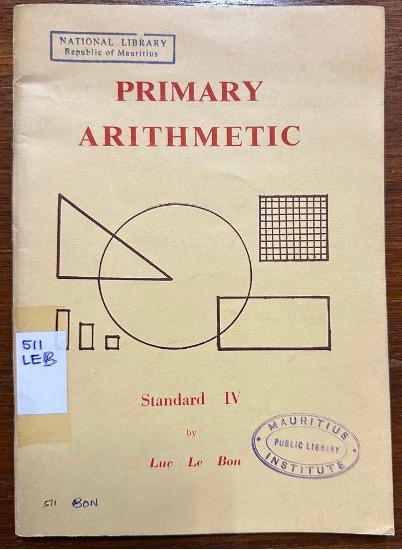 NATIONAL LIBRARY
Republic of Mauritius
PRIMARY
ARITHMETIC
511
LEB
Standard IV
by
Luc Le Bon
MAURITIUS
PUBLIC LIBRARY
INSTITUTE
511 BON